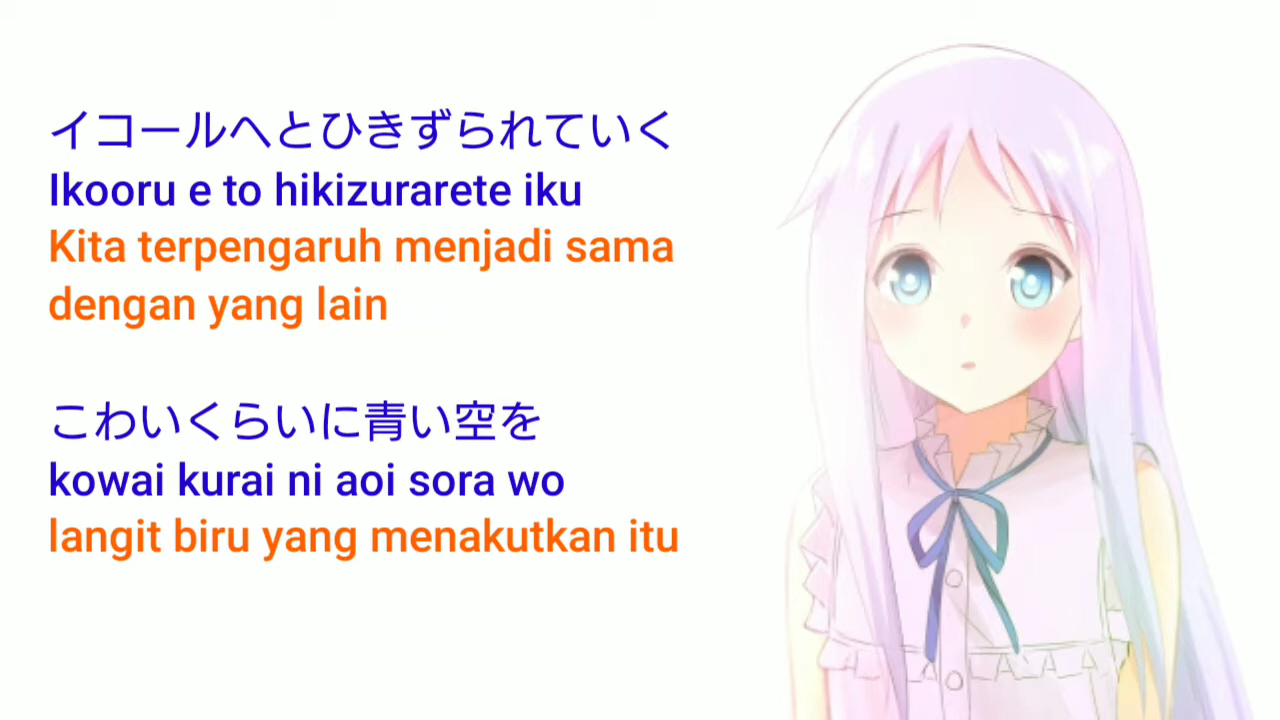 イコールへとひきずられていく
Ikooru e to hikizurarete iku
Kita terpengaruh menjadi sama
dengan yang lain
こわいくらいに青い空を
kowai kurai ni aoi sora wo
langit biru yang menakutkan itu